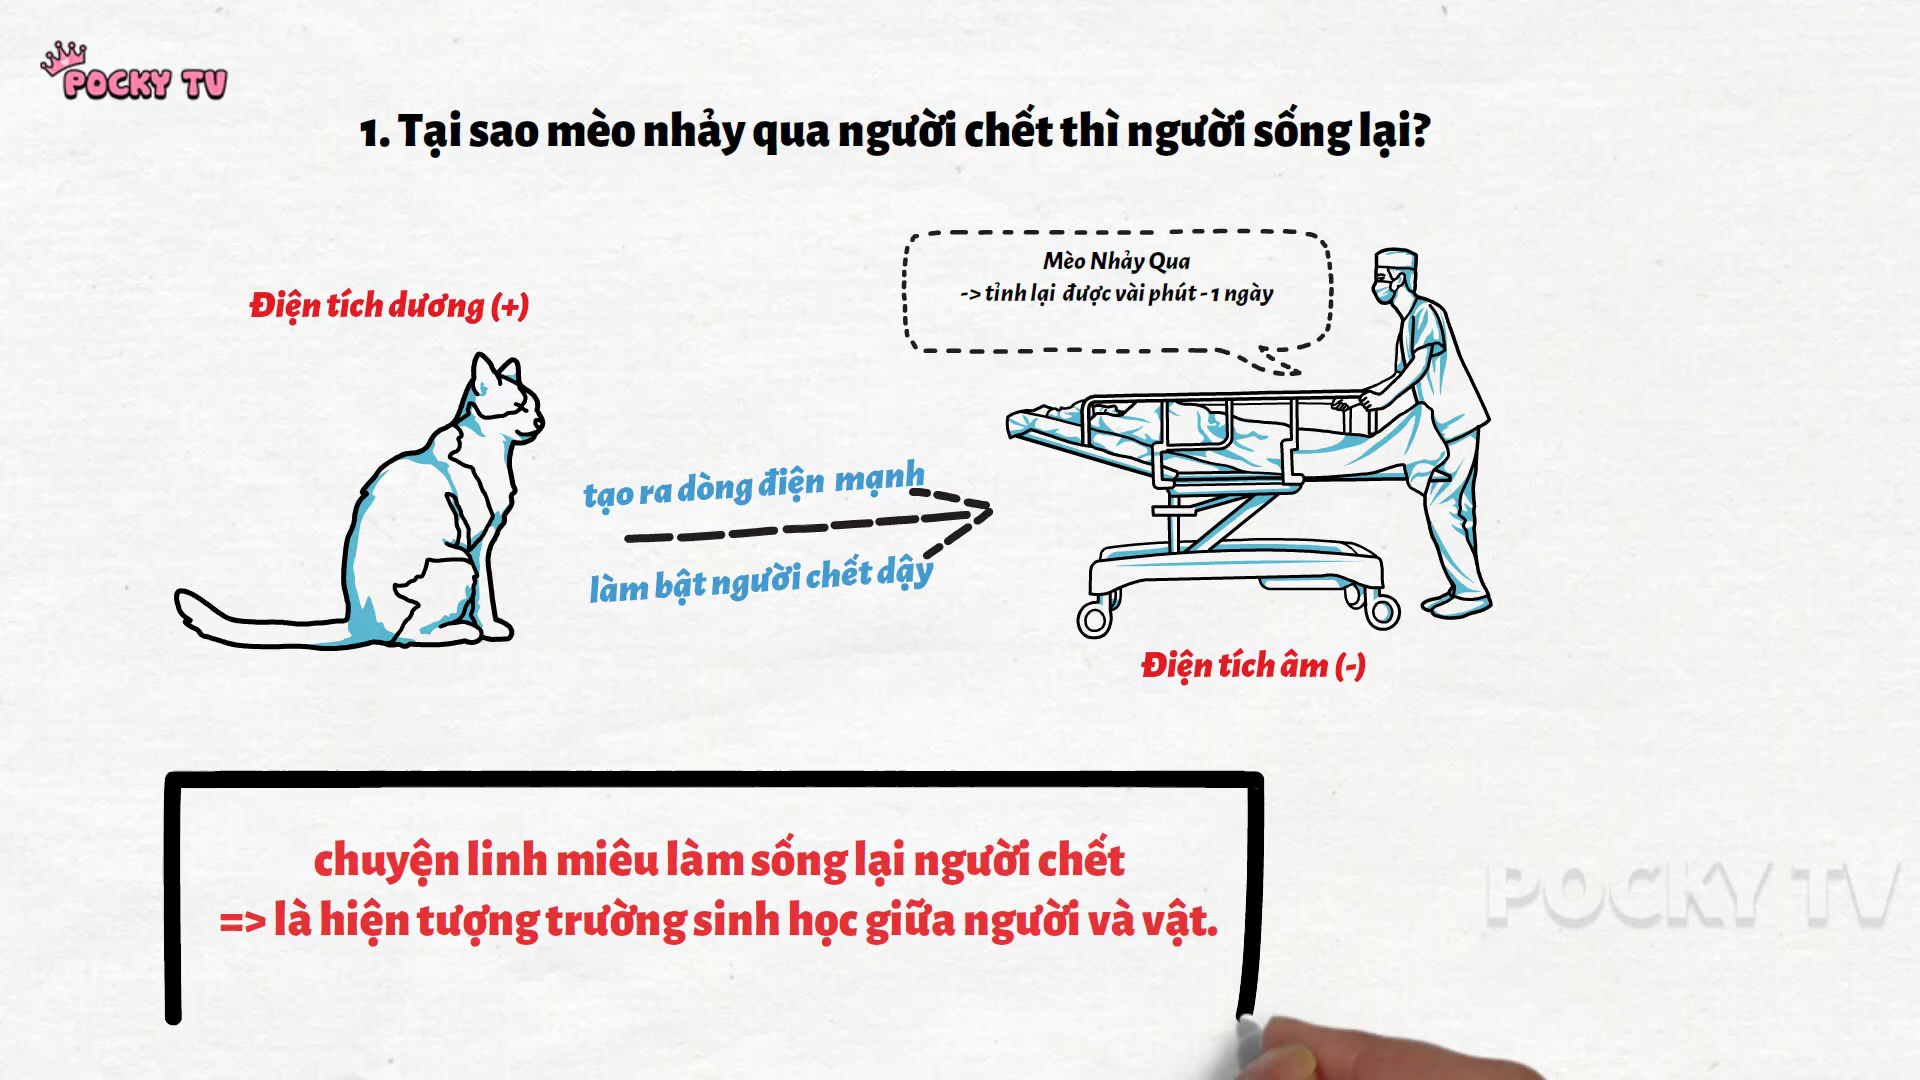 POCKY TV
1. Tại sao mèo nhảy qua người chết thì người sống lại?
Mèo Nhảy Qua
-> tỉnh lại được vài phút - 1 ngày
Điện tích dương (+)
tạo ra dòng điện mạnh
làm bật người chết dậy
Điện tích âm (-)
chuyện linh miêu làm sống lại người chết
=> là hiện tượng trường sinh học giữa người và vật.
POCKY TV